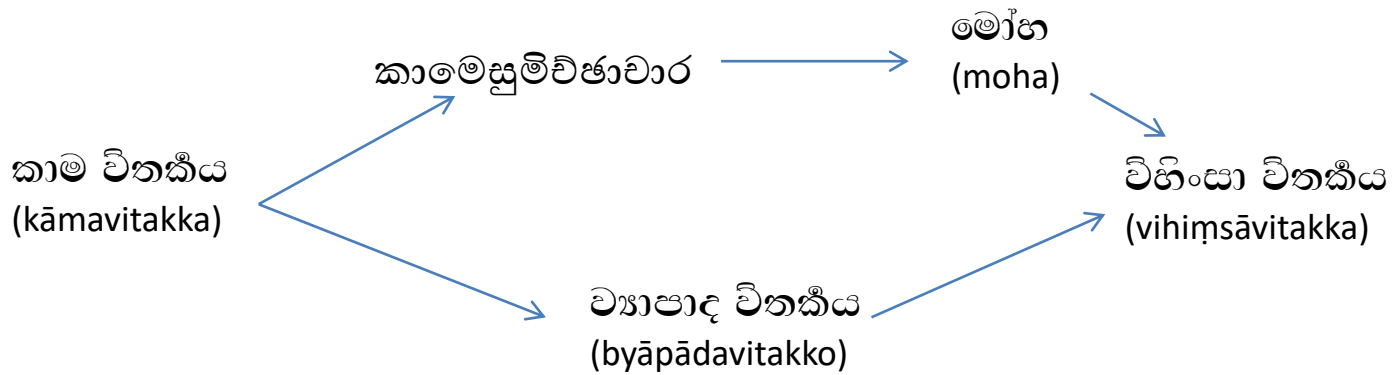 මෝහ
(moha)
කාමෙසුමිච්ඡාචාර
කාම විතර්කය
(kāmavitakka)
විහිංසා විතර්කය
(vihiṃsāvitakka)
ව්‍යාපාද විතර්කය
(byāpādavitakko)